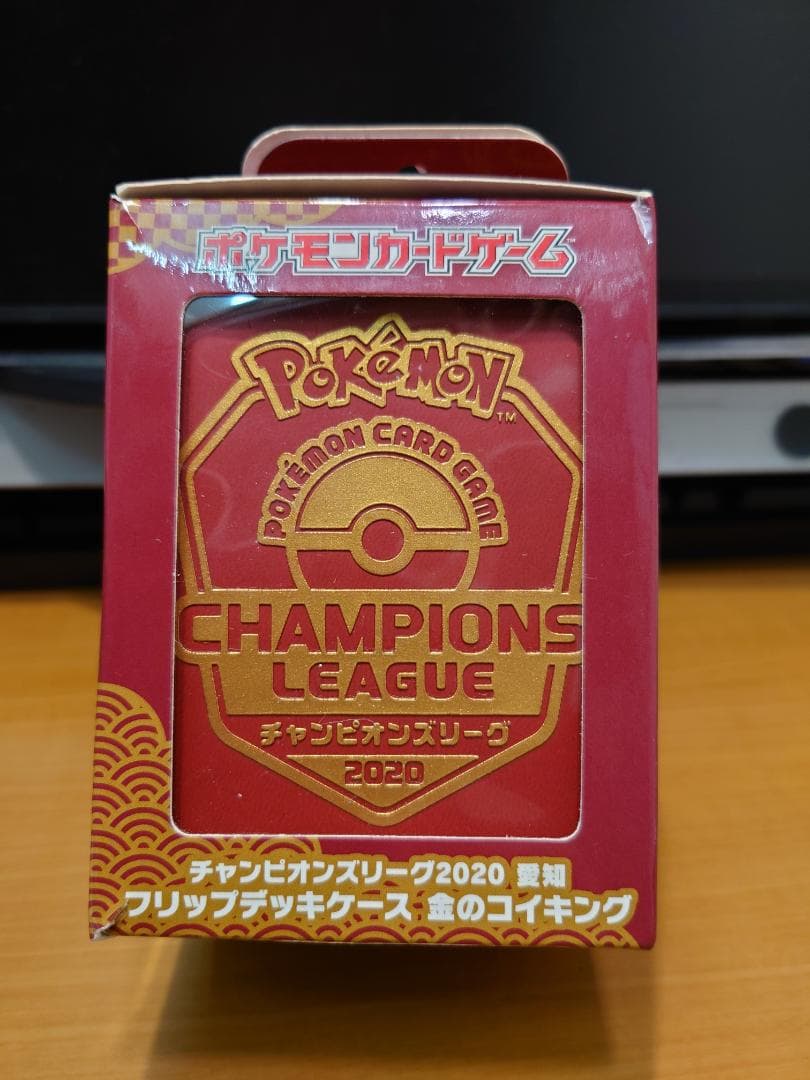 ポケモンカードゲーム™
POKéMON™
POKÉMON CARD GAME
CHAMPIONS
LEAGUE
チャンピオンズリーグ
2020
チャンピオンズリーグ2020 愛知
フリップデッキケース 金のコイキング